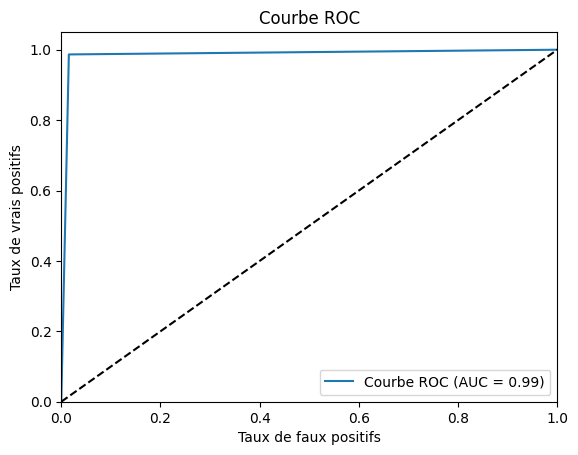 Courbe ROC
Taux de vrais positifs
1.0
0.8
0.6
0.4
0.2
0.0
Courbe ROC (AUC = 0.99)
0.0 0.2 0.4 0.6 0.8 1.0
Taux de faux positifs